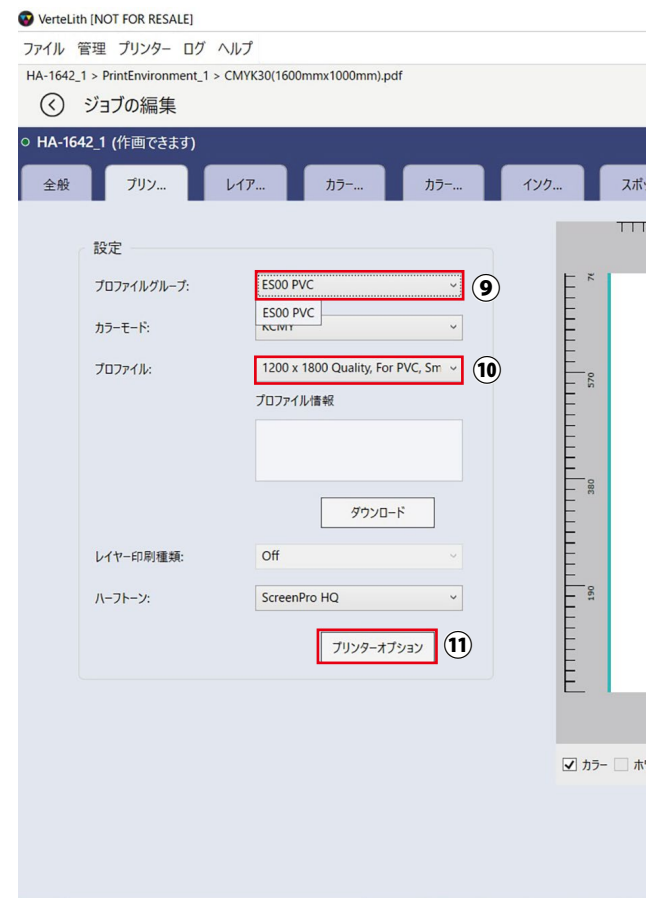 VerteLith [NOT FOR RESALE]
ファイル 管理 プリンター ログ ヘルプ
HA-1642_1 > PrintEnvironment_1 > CMYK30(1600mmx1000mm).pdf
ジョブの編集
HA-1642_1 (作画できます)
全般 プリン... レイア... カラー... カラー... インク... スポッ
設定
プロファイルグループ: ES00 PVC ⑨
ES00 PVC
カラーモード: KCMY
プロファイル: 1200 x 1800 Quality, For PVC, Sm ⑩
プロファイル情報
ダウンロード
レイヤー印刷種類: Off
ハーフトーン: ScreenPro HQ
プリンターオプション ⑪
570
380
190
カラー